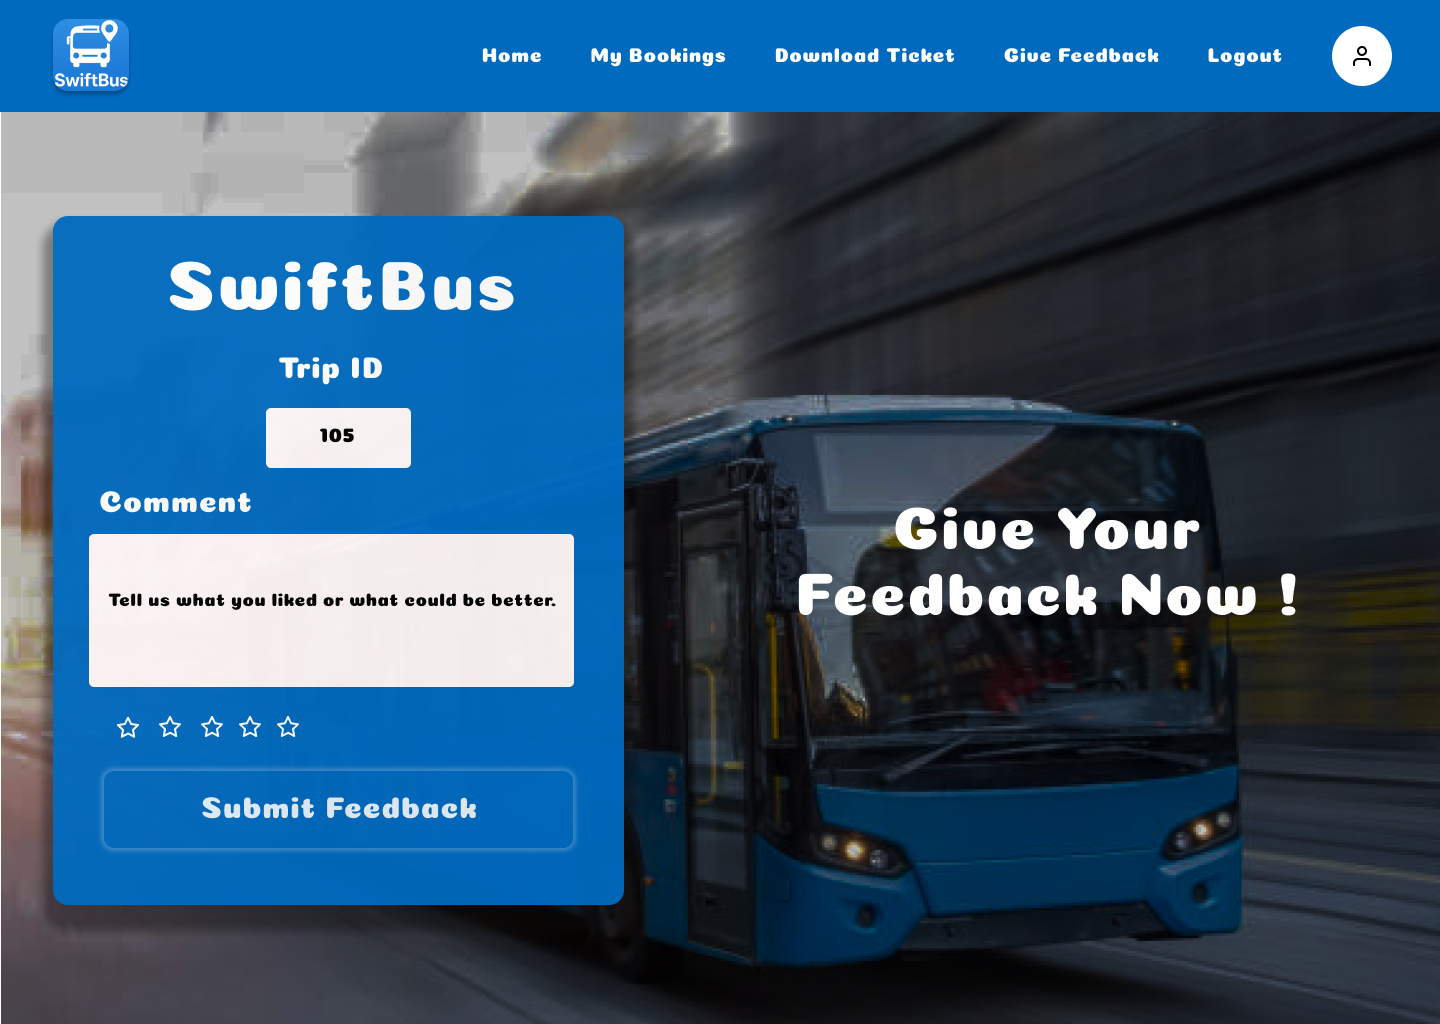 SwiftBus
Home
My Bookings
Download Ticket
Give Feedback
Logout
SwiftBus
Trip ID
105
Comment
Tell us what you liked or what could be better.
Submit Feedback
Give Your
Feedback Now !